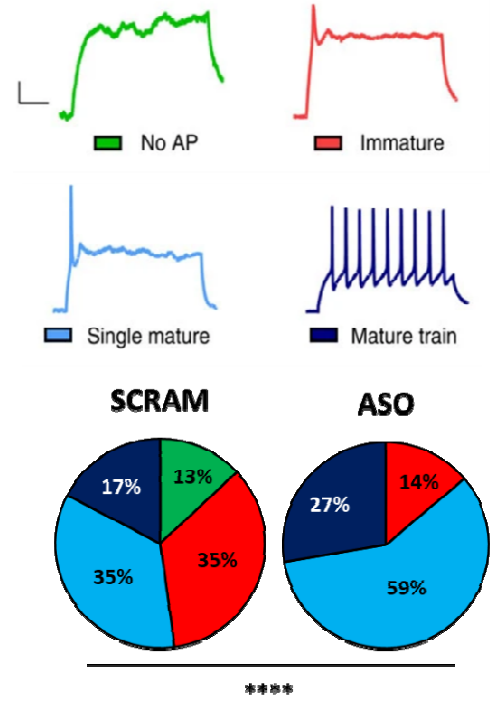 No AP
Immature
Single mature
Mature train
SCRAM
ASO
17%
13%
35%
35%
27%
14%
59%
****